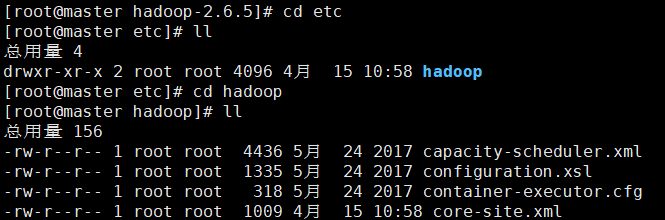 [root@master hadoop-2.6.5]# cd etc
[root@master etc]# ll
总用量 4
drwxr-xr-x 2 root root 4096 4月  15 10:58 hadoop
[root@master etc]# cd hadoop
[root@master hadoop]# ll
总用量 156
-rw-r--r-- 1 root root  4436 5月  24 2017 capacity-scheduler.xml
-rw-r--r-- 1 root root  1335 5月  24 2017 configuration.xsl
-rw-r--r-- 1 root root   318 5月  24 2017 container-executor.cfg
-rw-r--r-- 1 root root  1009 4月  15 10:58 core-site.xml